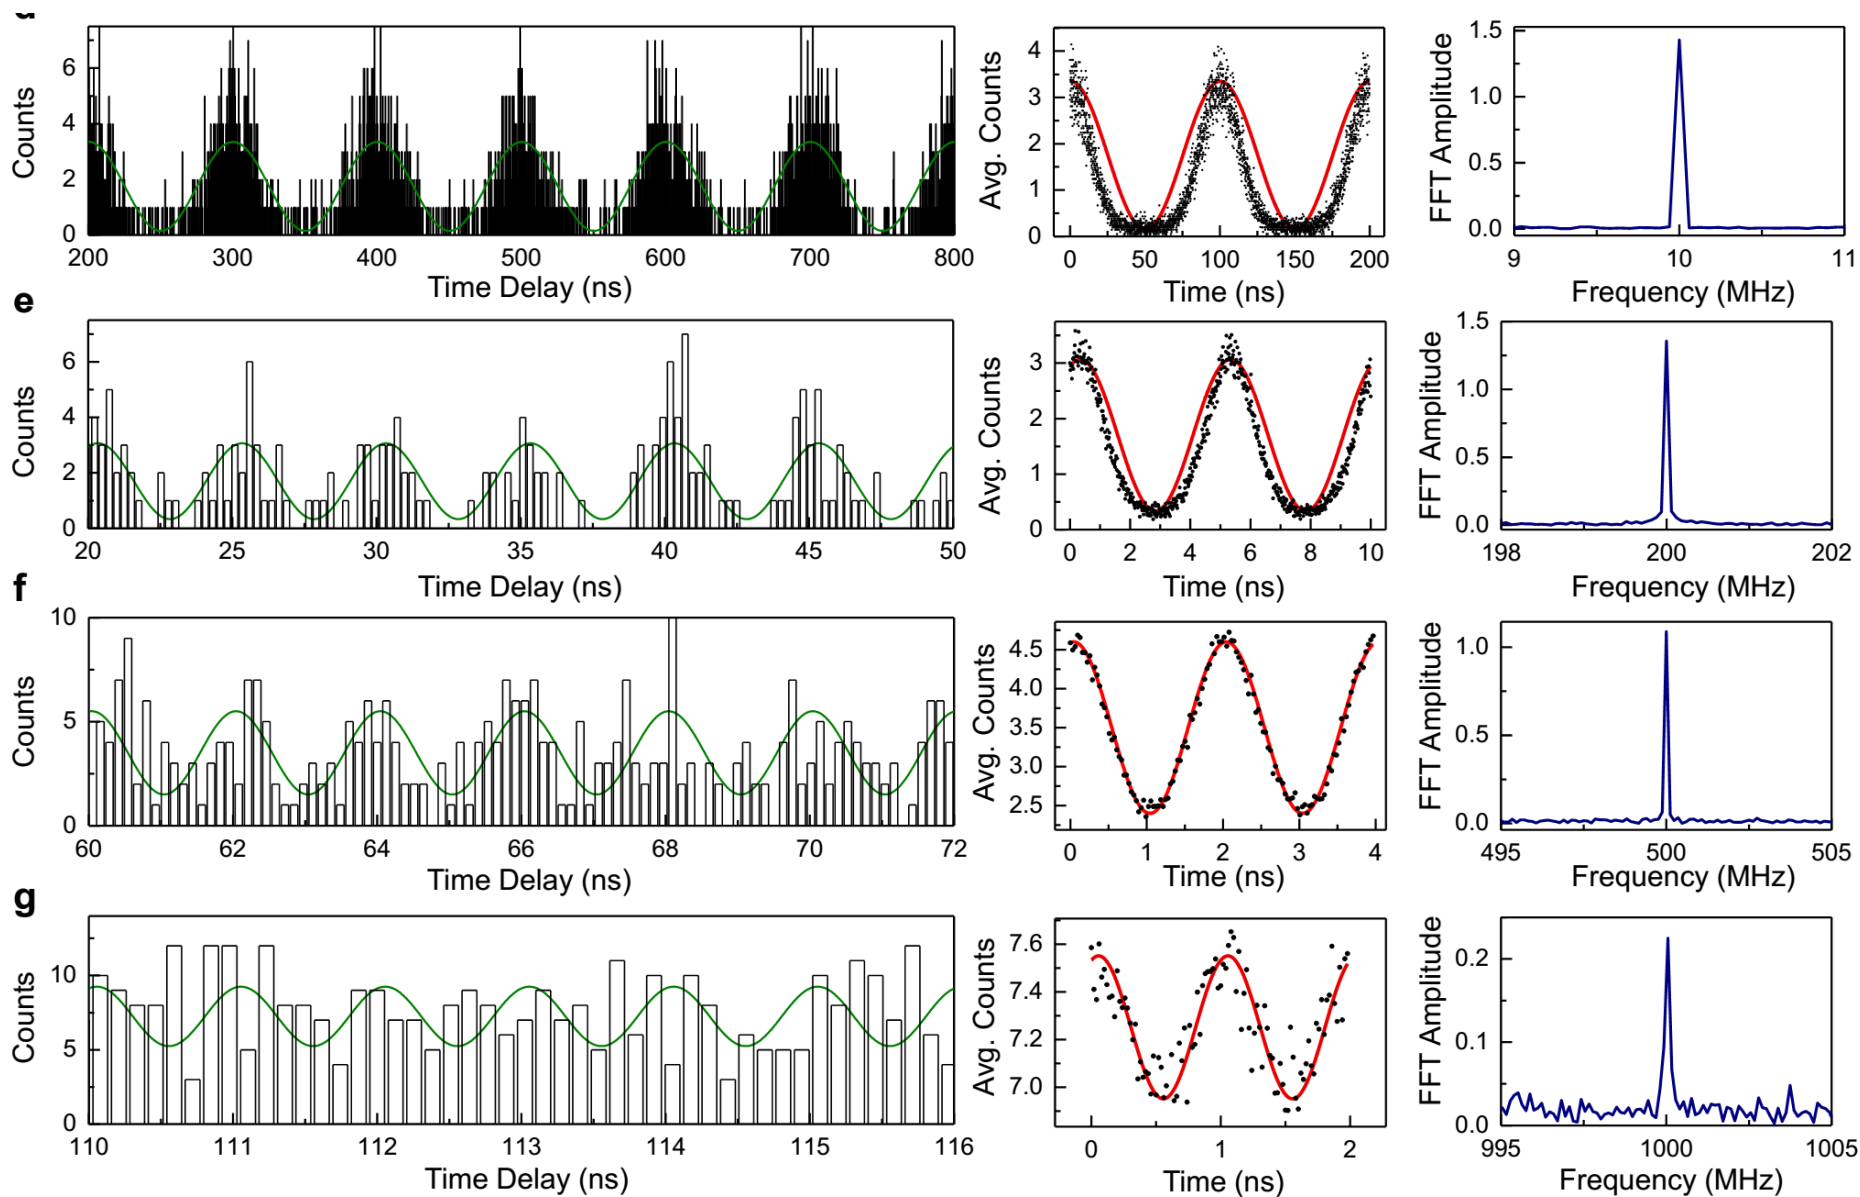 d
Counts
6
4
2
0
200 300 400 500 600 700 800
Time Delay (ns)
Avg. Counts
4
3
2
1
0
0 50 100 150 200
Time (ns)
FFT Amplitude
1.5
1.0
0.5
0.0
9 10 11
Frequency (MHz)
e
Counts
6
4
2
0
20 25 30 35 40 45 50
Time Delay (ns)
Avg. Counts
3
2
1
0
0 2 4 6 8 10
Time (ns)
FFT Amplitude
1.5
1.0
0.5
0.0
198 200 202
Frequency (MHz)
f
Counts
10
5
0
60 62 64 66 68 70 72
Time Delay (ns)
Avg. Counts
4.5
4.0
3.5
3.0
2.5
0 1 2 3 4
Time (ns)
FFT Amplitude
1.0
0.5
0.0
495 500 505
Frequency (MHz)
g
Counts
10
5
0
110 111 112 113 114 115 116
Time Delay (ns)
Avg. Counts
7.6
7.4
7.2
7.0
0 1 2
Time (ns)
FFT Amplitude
0.2
0.1
0.0
995 1000 1005
Frequency (MHz)